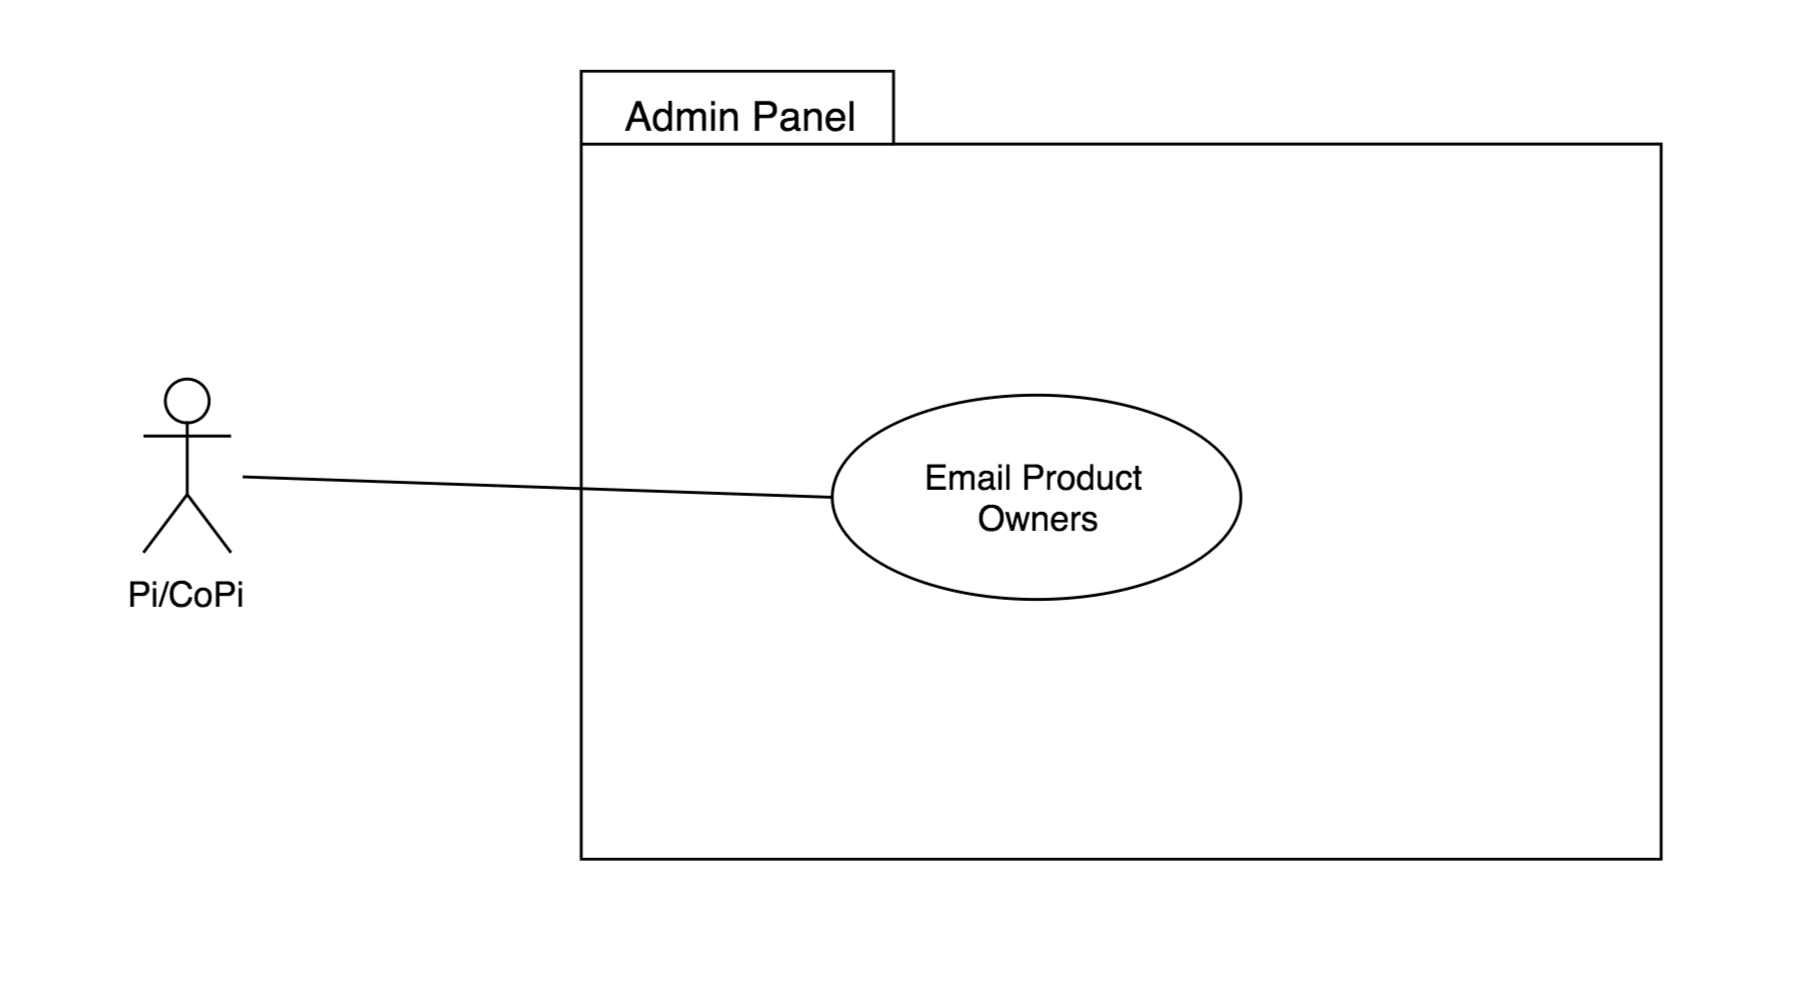 Admin Panel
Email Product
Owners
Pi/CoPi